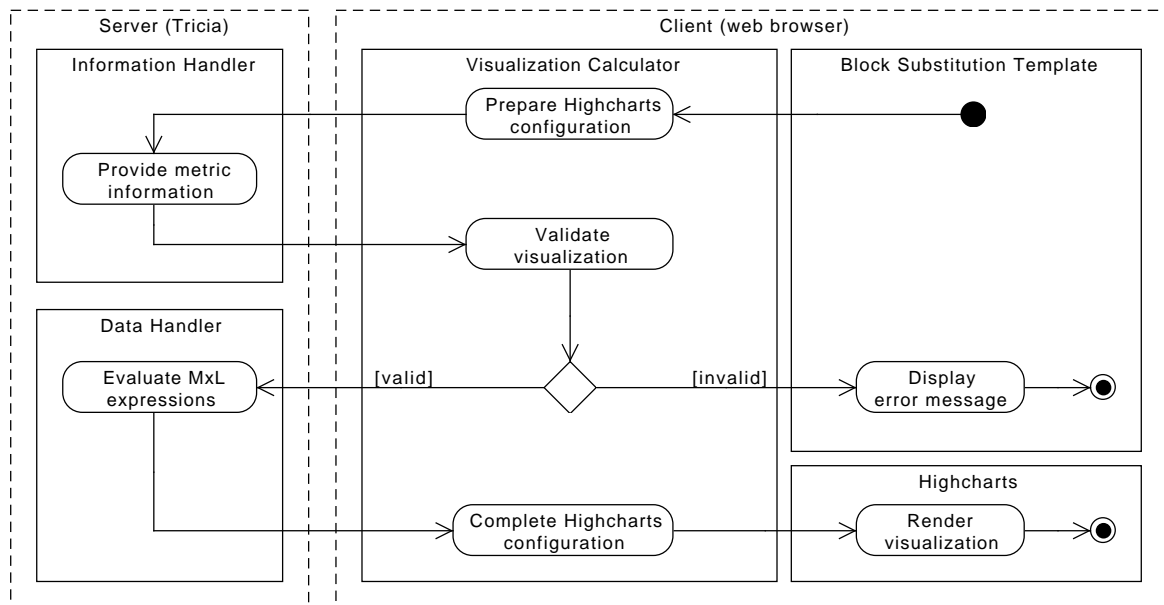 Server (Tricia)
Client (web browser)
Information Handler
Visualization Calculator
Block Substitution Template
Prepare Highcharts
configuration
Provide metric
information
Validate
visualization
Data Handler
Evaluate MxL
expressions
[valid]
[invalid]
Display
error message
Highcharts
Complete Highcharts
configuration
Render
visualization